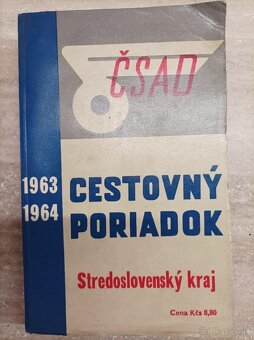 ČSAD
1963
1964
CESTOVNÝ
PORIADOK
Stredoslovenský kraj
Cena Kčs 8,80